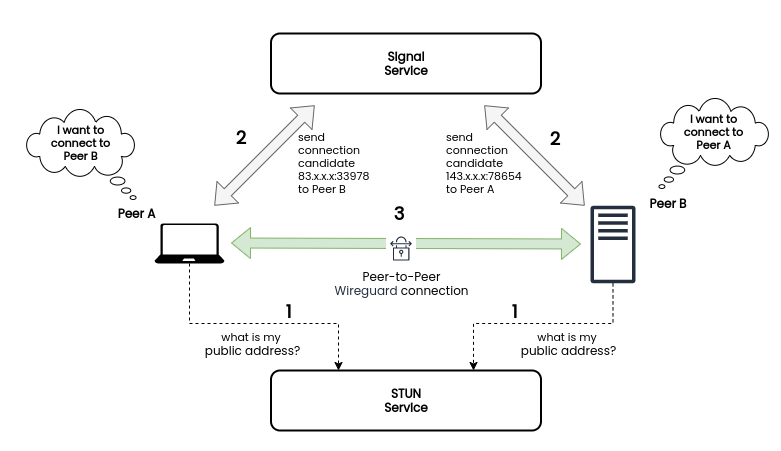 Signal
Service
I want to
connect to
Peer B
I want to
connect to
Peer A
2
send
connection
candidate
83.x.x.x:33978
to Peer B
send
connection
candidate
143.x.x.x:78654
to Peer A
2
Peer A
Peer B
3
Peer-to-Peer
Wireguard connection
1
what is my
public address?
1
what is my
public address?
STUN
Service